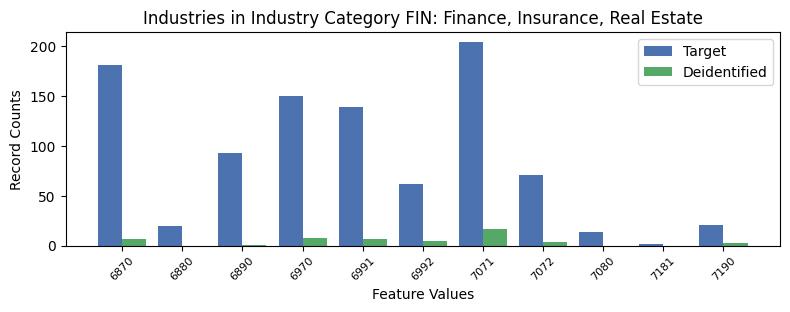 Industries in Industry Category FIN: Finance, Insurance, Real Estate
Target
Deidentified
Record Counts
200
150
100
50
0
6870 6880 6890 6970 6991 6992 7071 7072 7080 7181 7190
Feature Values